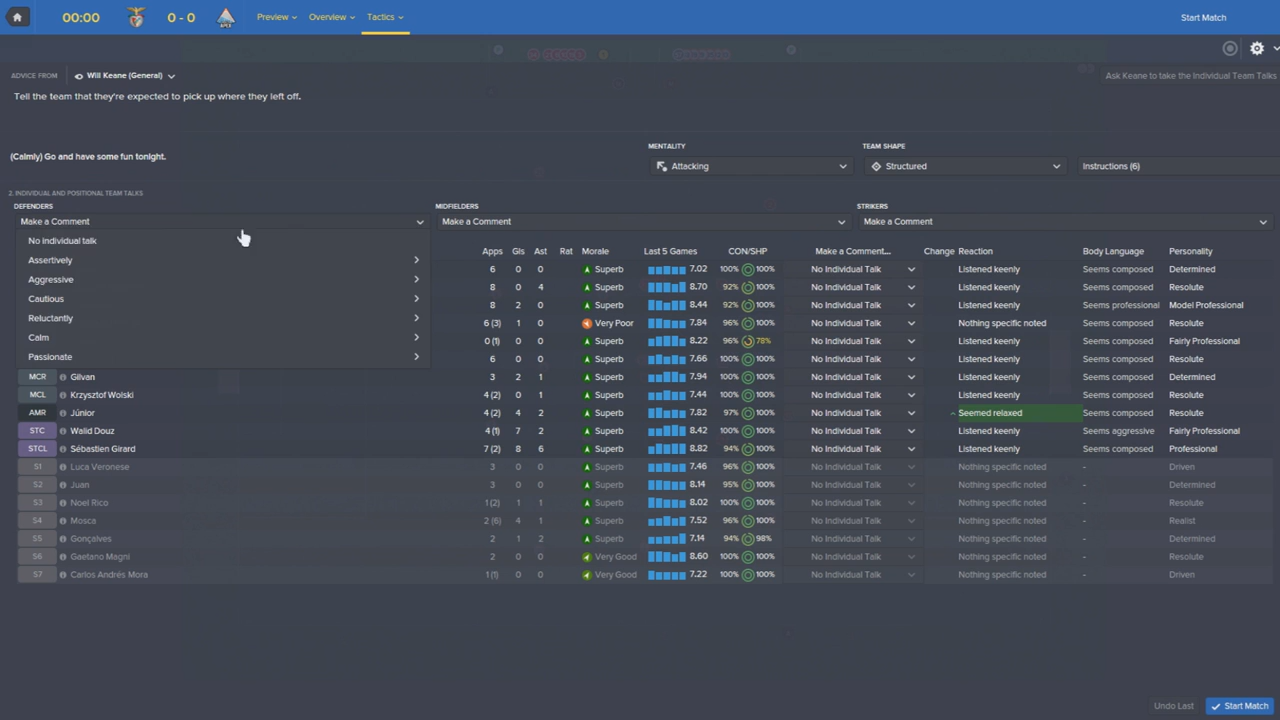 00:00 0 - 0 Preview Overview Tactics Start Match
ADVICE FROM Will Keane (General) Ask Keane to take the Individual Team Talks
Tell the team that they're expected to pick up where they left off.
(Calmly) Go and have some fun tonight.
MENTALITY TEAM SHAPE
Attacking Structured Instructions (6)
2. INDIVIDUAL AND POSITIONAL TEAM TALKS
DEFENDERS MIDFIELDERS STRIKERS
Make a Comment Make a Comment Make a Comment
No individual talk
Assertively
Aggressive
Cautious
Reluctantly
Calm
Passionate
Apps Gls Ast Rat Morale Last 5 Games CON/SHP Make a Comment... Change Reaction Body Language Personality
6 0 0 Superb 7.02 100% 100% No Individual Talk Listened keenly Seems composed Determined
8 0 4 Superb 8.70 92% 100% No Individual Talk Listened keenly Seems composed Resolute
8 2 0 Superb 8.44 92% 100% No Individual Talk Listened keenly Seems professional Model Professional
6 (3) 1 0 Very Poor 7.84 96% 100% No Individual Talk Nothing specific noted Seems composed Resolute
0 (1) 0 0 Superb 8.22 96% 78% No Individual Talk Listened keenly Seems composed Fairly Professional
6 0 0 Superb 7.66 100% 100% No Individual Talk Listened keenly Seems composed Resolute
MCR Gilvan 3 2 1 Superb 7.94 100% 100% No Individual Talk Listened keenly Seems composed Determined
MCL Krzysztof Wolski 4 (2) 0 1 Superb 7.44 100% 100% No Individual Talk Listened keenly Seems composed Resolute
AMR Júnior 4 (2) 4 2 Superb 7.82 97% 100% No Individual Talk Seemed relaxed Seems composed Resolute
STC Walid Douz 4 (1) 7 2 Superb 8.42 100% 100% No Individual Talk Listened keenly Seems aggressive Fairly Professional
STCL Sébastien Girard 7 (2) 8 6 Superb 8.82 94% 100% No Individual Talk Listened keenly Seems composed Professional
S1 Luca Veronese 3 0 0 Superb 7.46 96% 100% No Individual Talk Nothing specific noted - Driven
S2 Juan 3 0 0 Superb 8.14 95% 100% No Individual Talk Nothing specific noted - Determined
S3 Noel Rico 1 (2) 1 1 Superb 8.02 100% 100% No Individual Talk Nothing specific noted - Resolute
S4 Mosca 2 (6) 4 1 Superb 7.52 96% 100% No Individual Talk Nothing specific noted - Realist
S5 Gonçalves 2 1 2 Superb 7.14 94% 98% No Individual Talk Nothing specific noted - Determined
S6 Gaetano Magni 2 0 0 Very Good 8.60 100% 100% No Individual Talk Nothing specific noted - Resolute
S7 Carlos Andrés Mora 1 (1) 0 0 Very Good 7.22 100% 100% No Individual Talk Nothing specific noted - Driven
Undo Last Start Match